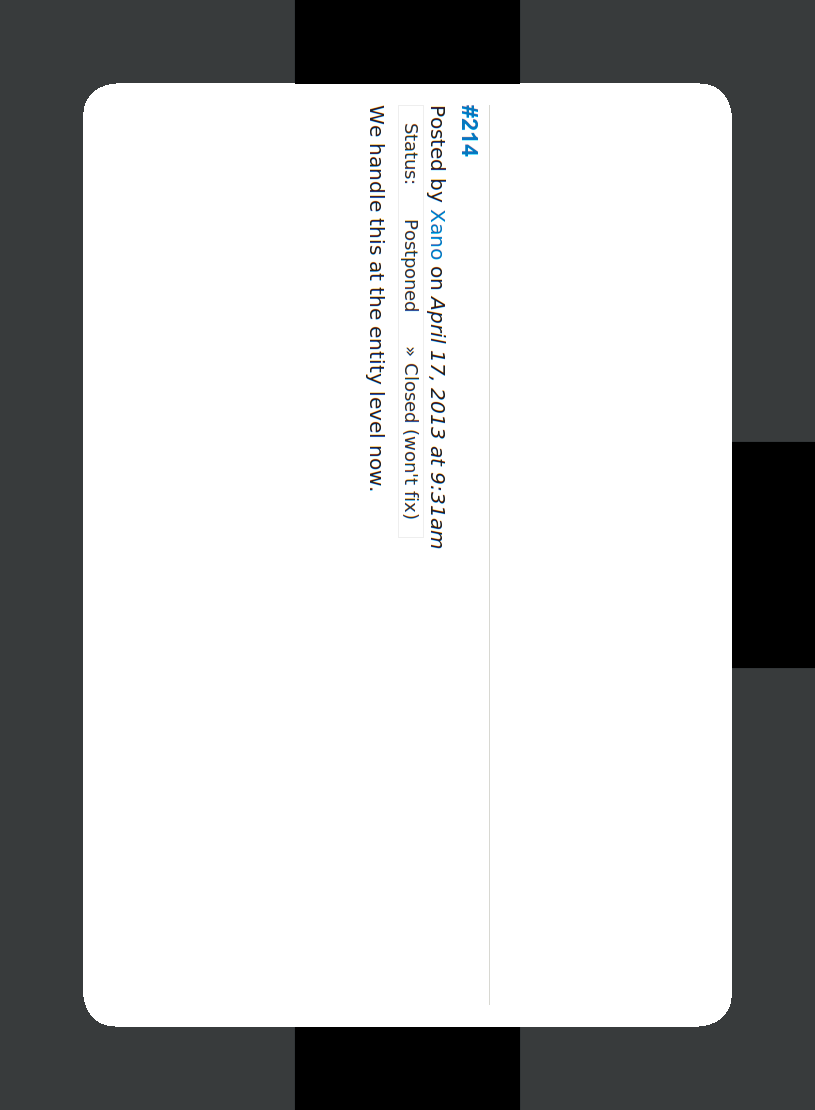 #214
Posted by Xano on April 17, 2013 at 9:31am
Status: Postponed » Closed (won't fix)
We handle this at the entity level now.